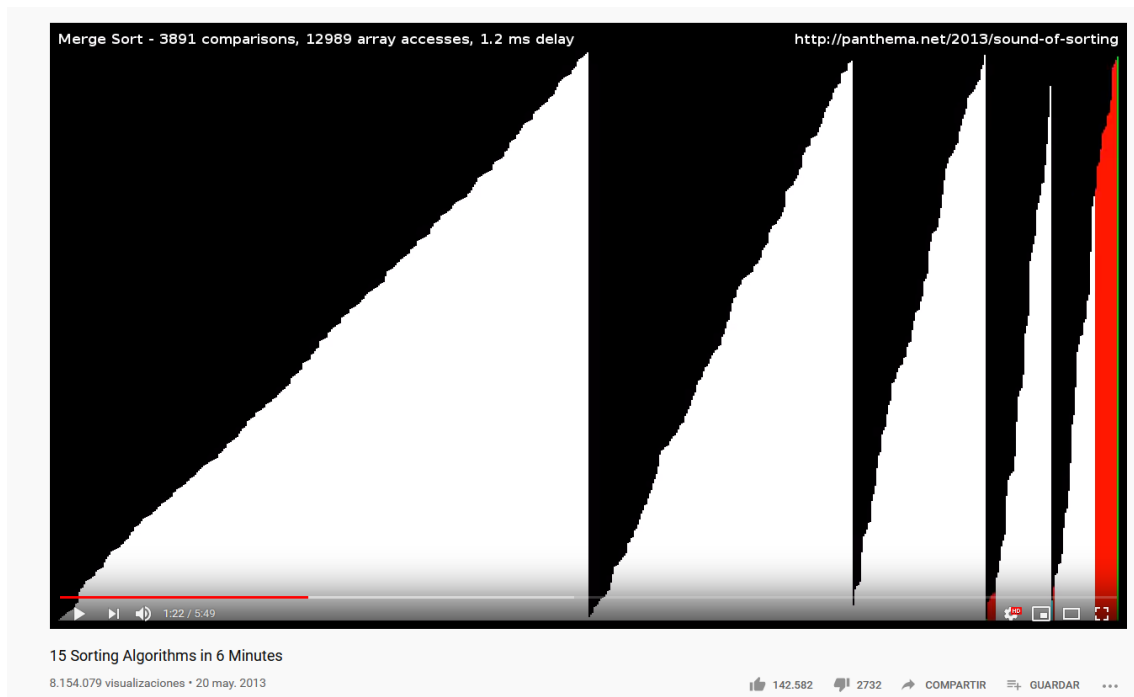 Merge Sort - 3891 comparisons, 12989 array accesses, 1.2 ms delay
http://panthema.net/2013/sound-of-sorting
1:22 / 5:49
HD
15 Sorting Algorithms in 6 Minutes
8.154.079 visualizaciones • 20 may. 2013
142.582
2732
COMPARTIR
GUARDAR